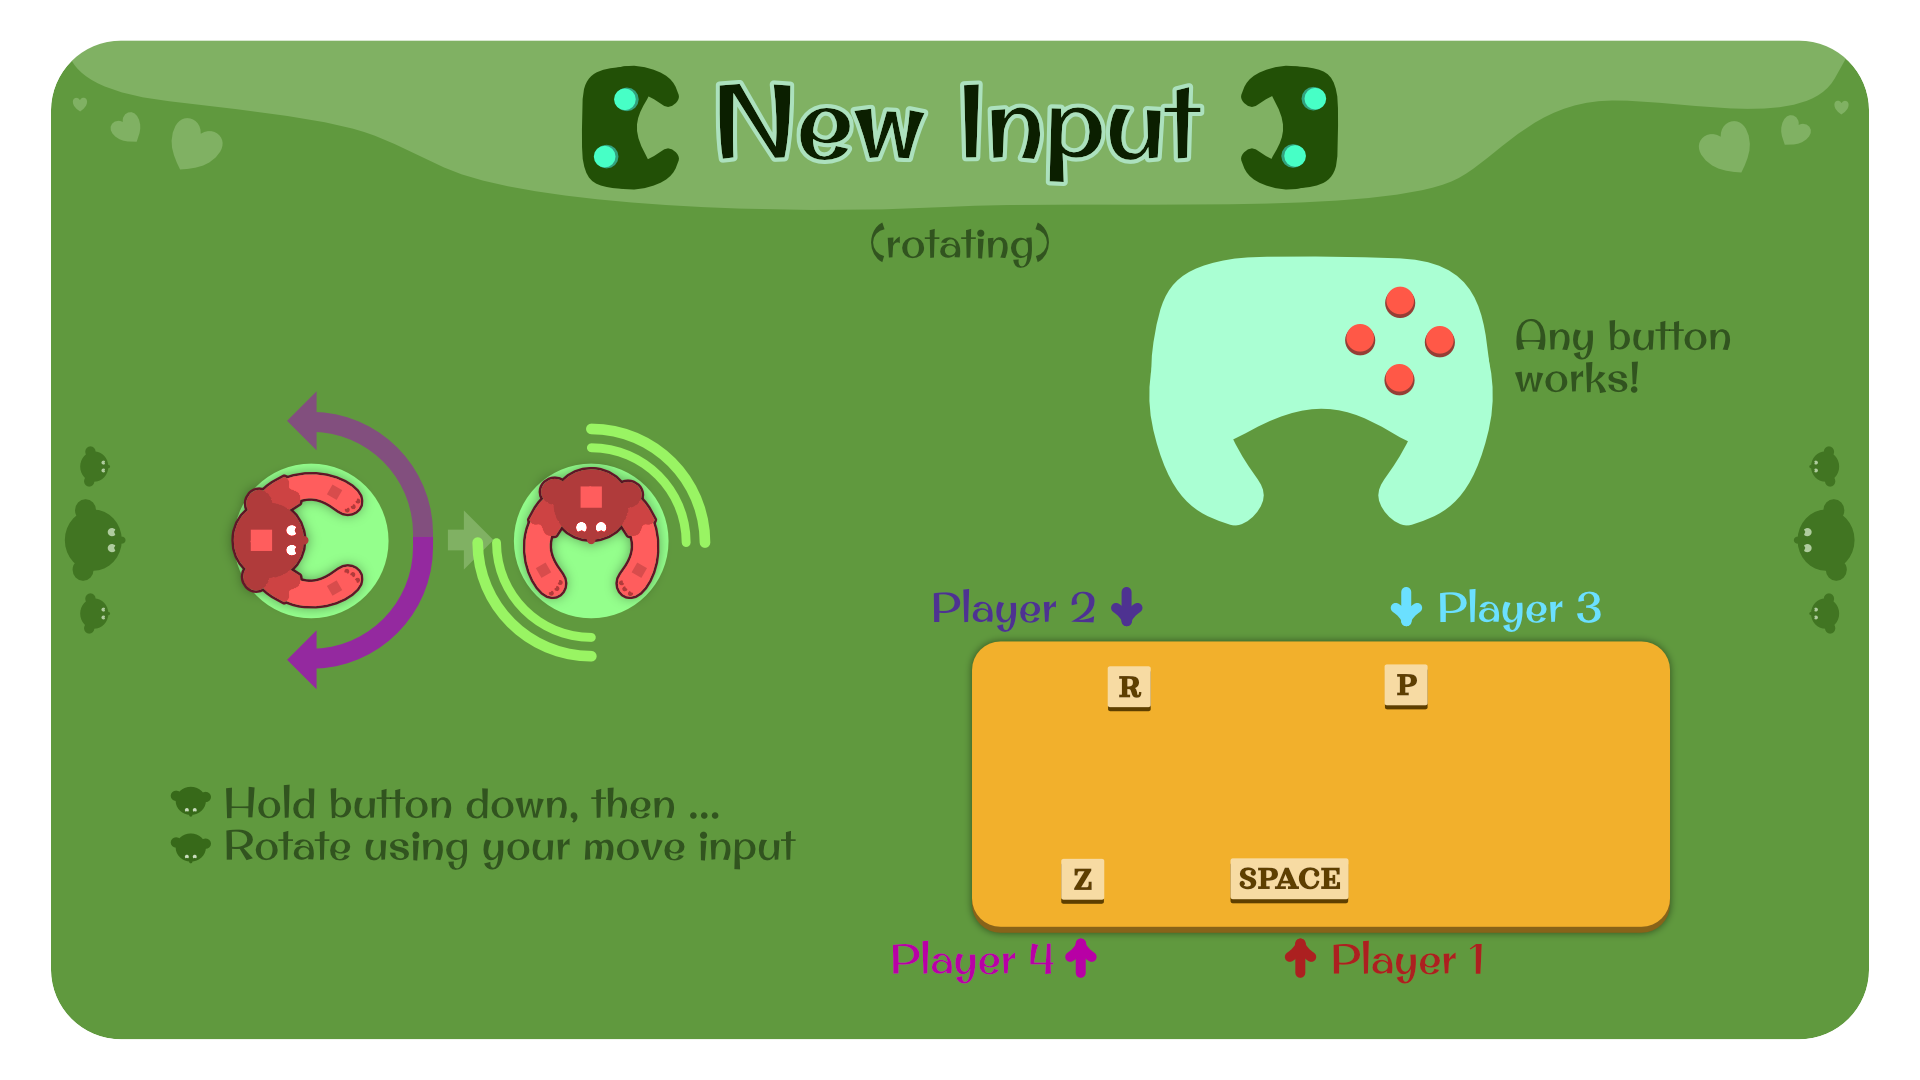 New Input
(rotating)
Any button
works!
Player 2
Player 3
R
P
Hold button down, then ...
Rotate using your move input
Z
SPACE
Player 4
Player 1